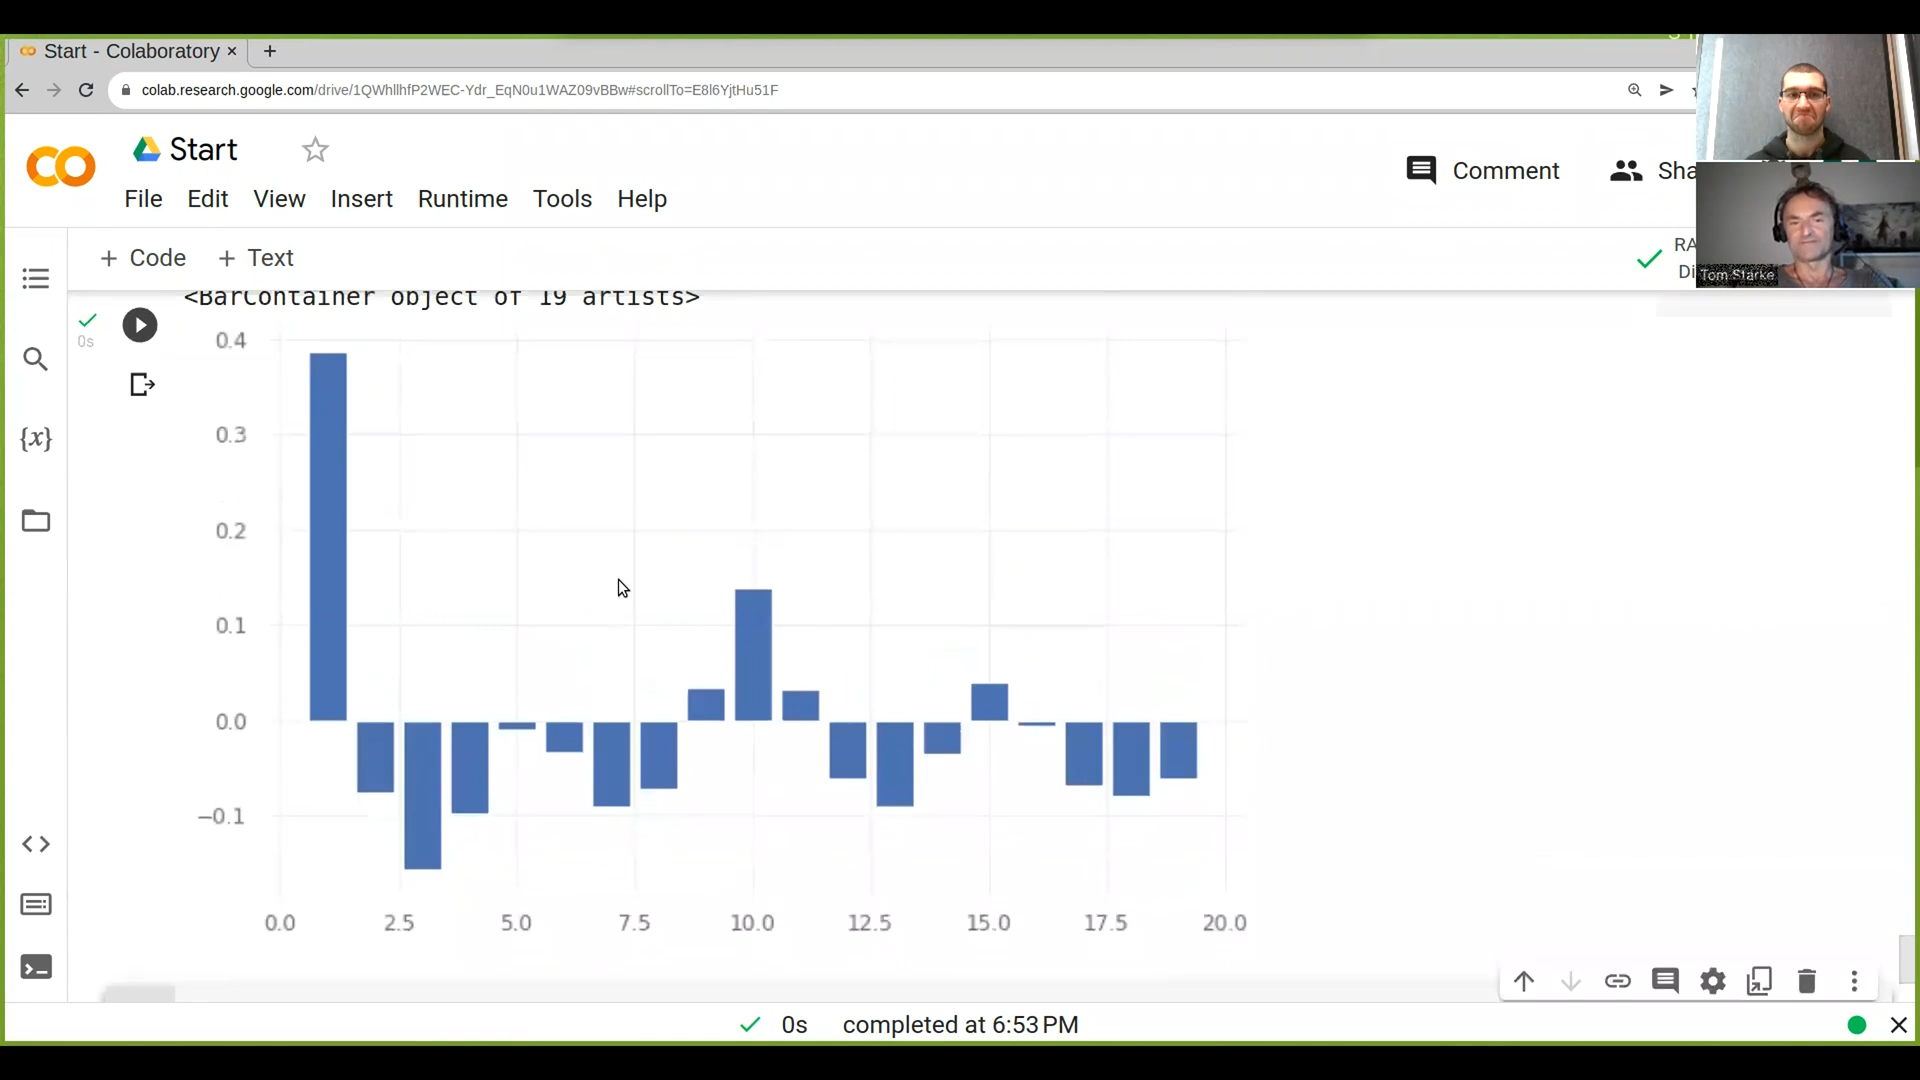 Start - Colaboratory × +
colab.research.google.com/drive/1QWhllhfP2WEC-Ydr_EqN0u1WAZ09vBBw#scrollTo=E8l6YjtHu51F
Start
Comment
Sha
File Edit View Insert Runtime Tools Help
+ Code + Text
RA
Di
Tom Starke
<BarContainer object of 19 artists>
0s
0.4
0.3
{x}
0.2
0.1
0.0
−0.1
0.0 2.5 5.0 7.5 10.0 12.5 15.0 17.5 20.0
0s completed at 6:53 PM